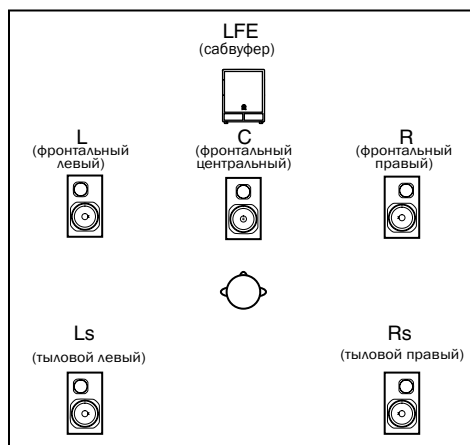 LFE
(сабвуфер)
L
(фронтальный
левый)
C
(фронтальный
центральный)
R
(фронтальный
правый)
Ls
(тыловой левый)
Rs
(тыловой правый)